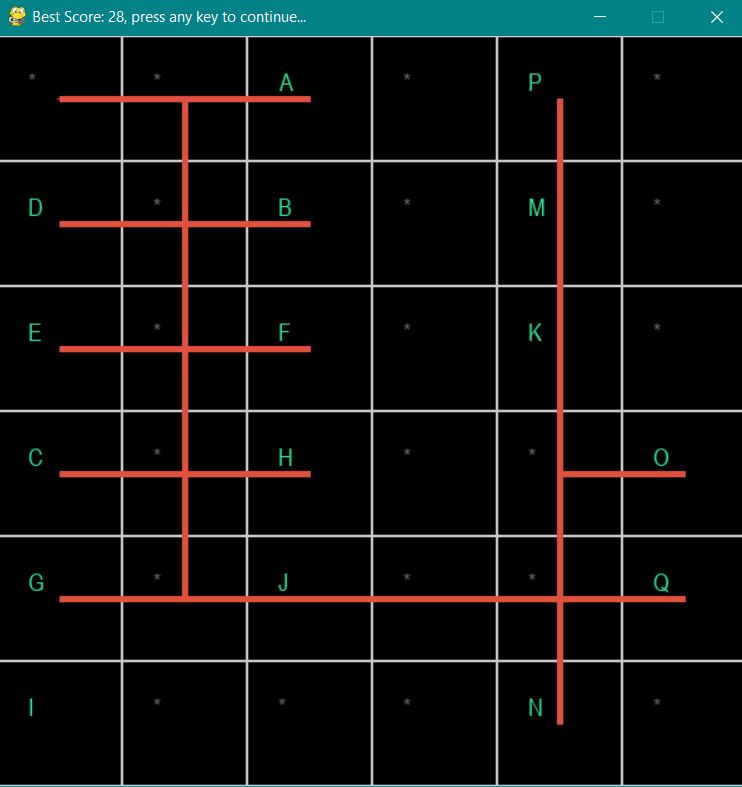 Best Score: 28, press any key to continue...
* * A * P *
D * B * M *
E * F * K *
C * H * * O
G * J * * Q
I * * * N *